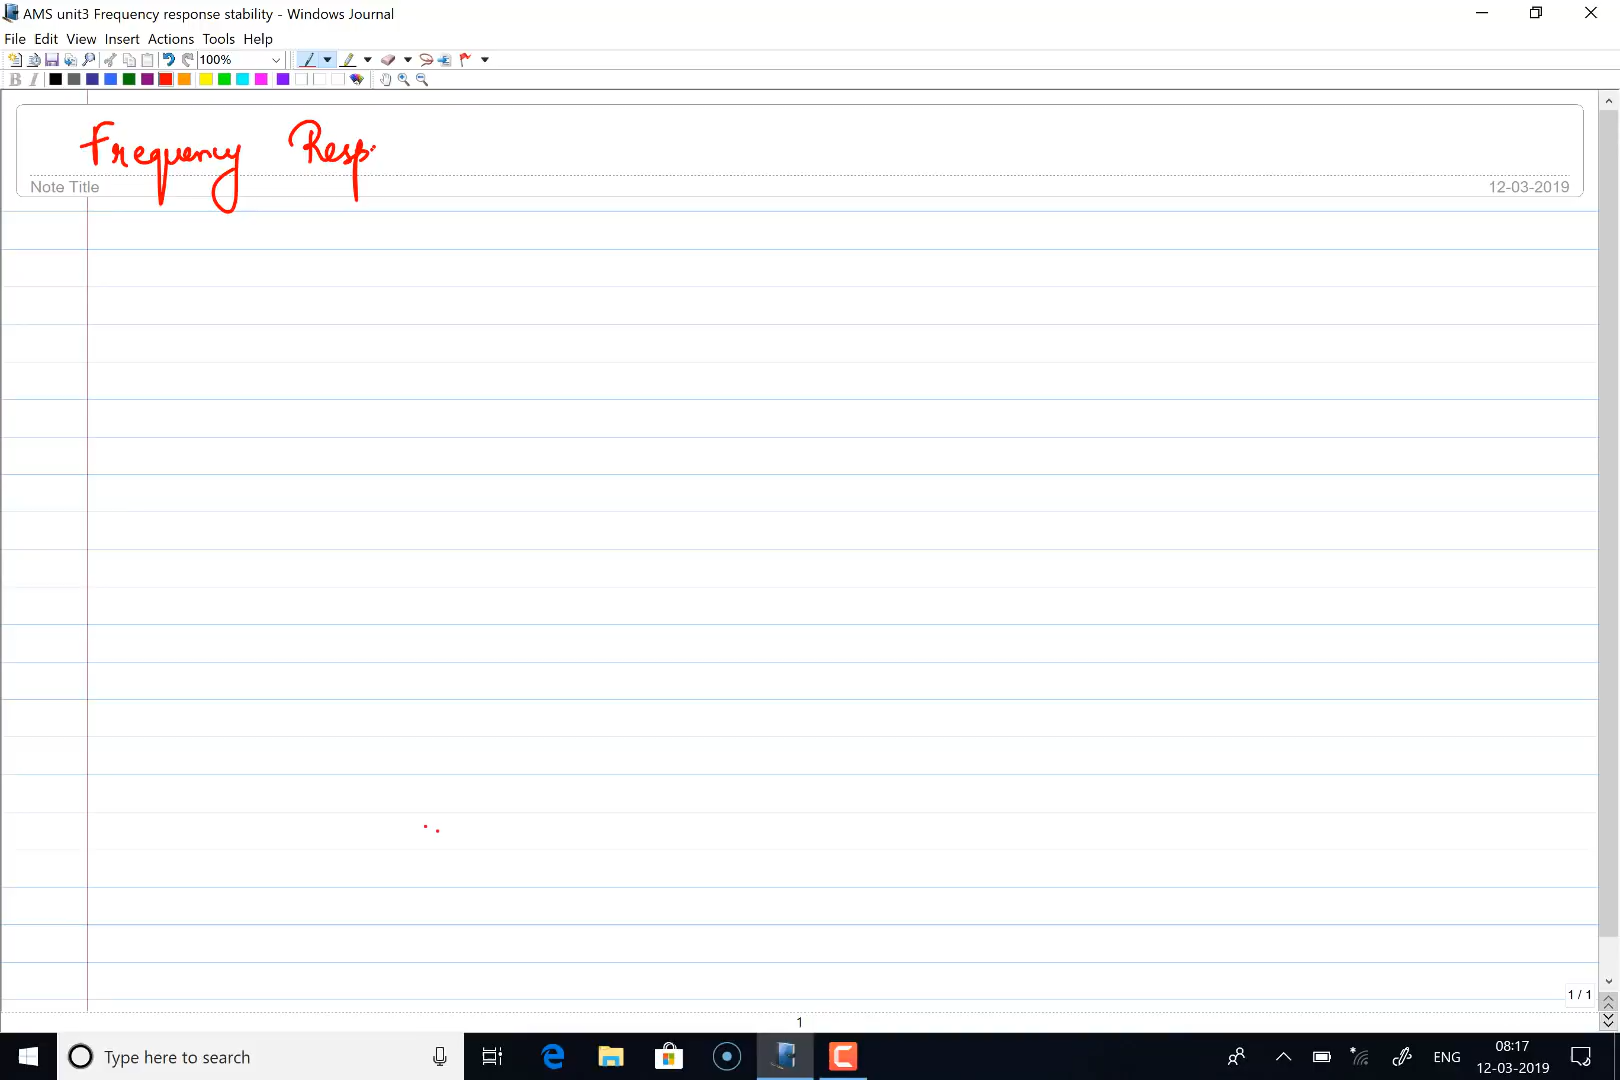 AMS unit3 Frequency response stability - Windows Journal
File Edit View Insert Actions Tools Help
100%
B I
Frequency Resp
Note Title
12-03-2019
1 / 1
1
Type here to search
ENG
08:17
12-03-2019